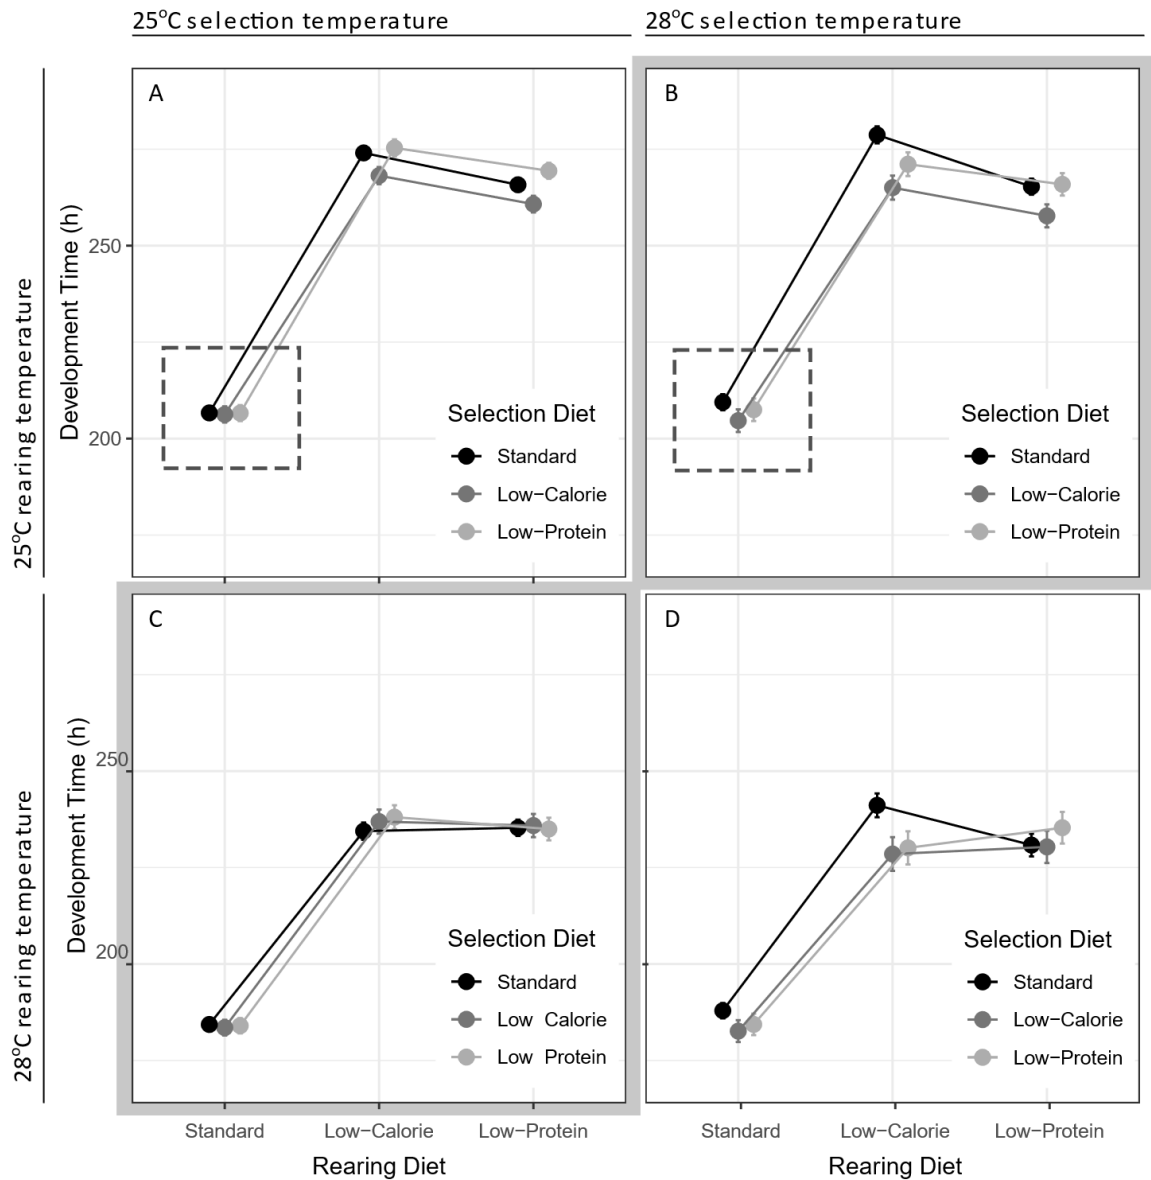 25°C selection temperature
28°C selection temperature
25°C rearing temperature
Development Time (h)
A
250
200
Selection Diet
Standard
Low-Calorie
Low-Protein
B
Selection Diet
Standard
Low-Calorie
Low-Protein
28°C rearing temperature
Development Time (h)
C
250
200
Selection Diet
Standard
Low Calorie
Low Protein
D
Selection Diet
Standard
Low-Calorie
Low-Protein
Standard
Low-Calorie
Low-Protein
Rearing Diet
Standard
Low-Calorie
Low-Protein
Rearing Diet